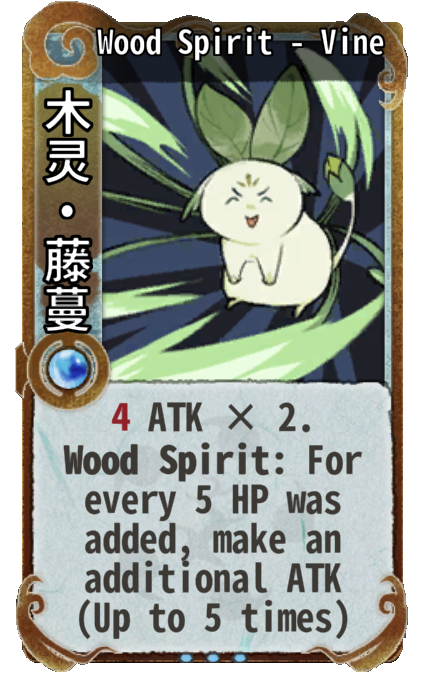 Wood Spirit - Vine
木灵·藤蔓
4 ATK × 2.
Wood Spirit: For
every 5 HP was
added, make an
additional ATK
(Up to 5 times)